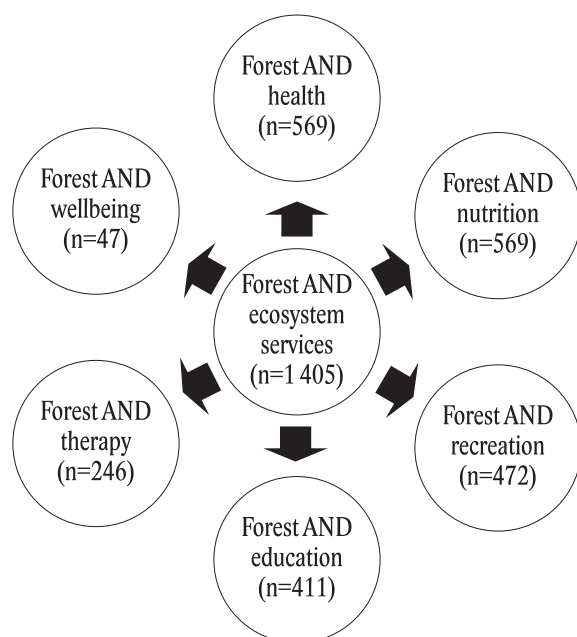 Forest AND
health
(n=569)
Forest AND
wellbeing
(n=47)
Forest AND
nutrition
(n=569)
Forest AND
ecosystem
services
(n=1 405)
Forest AND
therapy
(n=246)
Forest AND
recreation
(n=472)
Forest AND
education
(n=411)